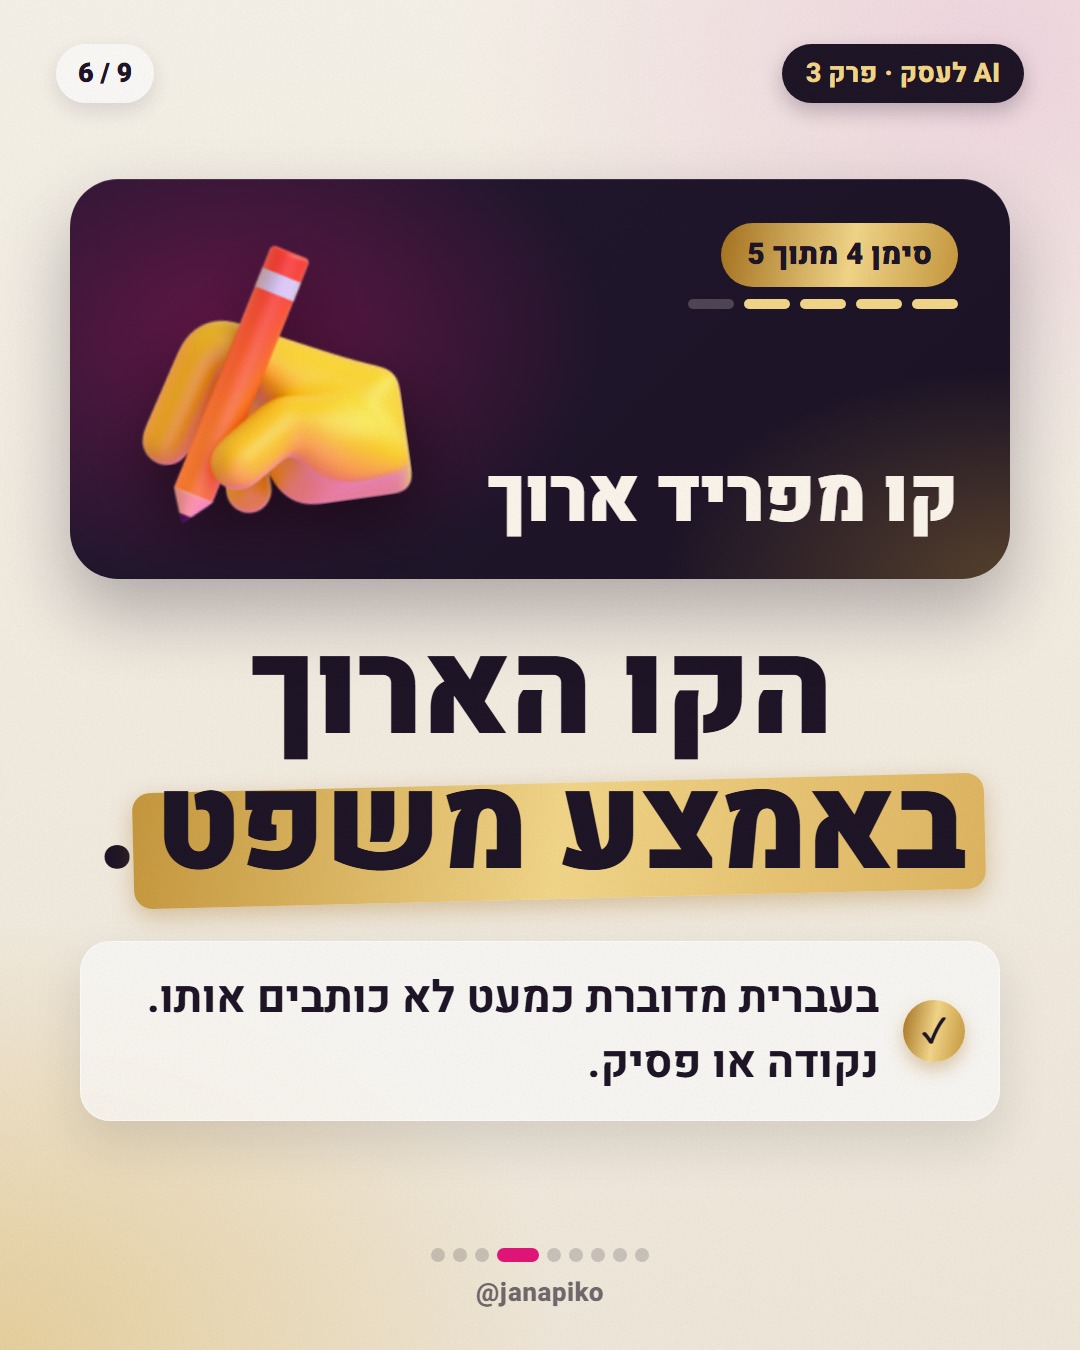 AI לעסק · פרק 3
6 / 9
סימן 4 מתוך 5
קו מפריד ארוך
הקו הארוך
באמצע משפט.
בעברית מדוברת כמעט לא כותבים אותו.
נקודה או פסיק.
@janapiko